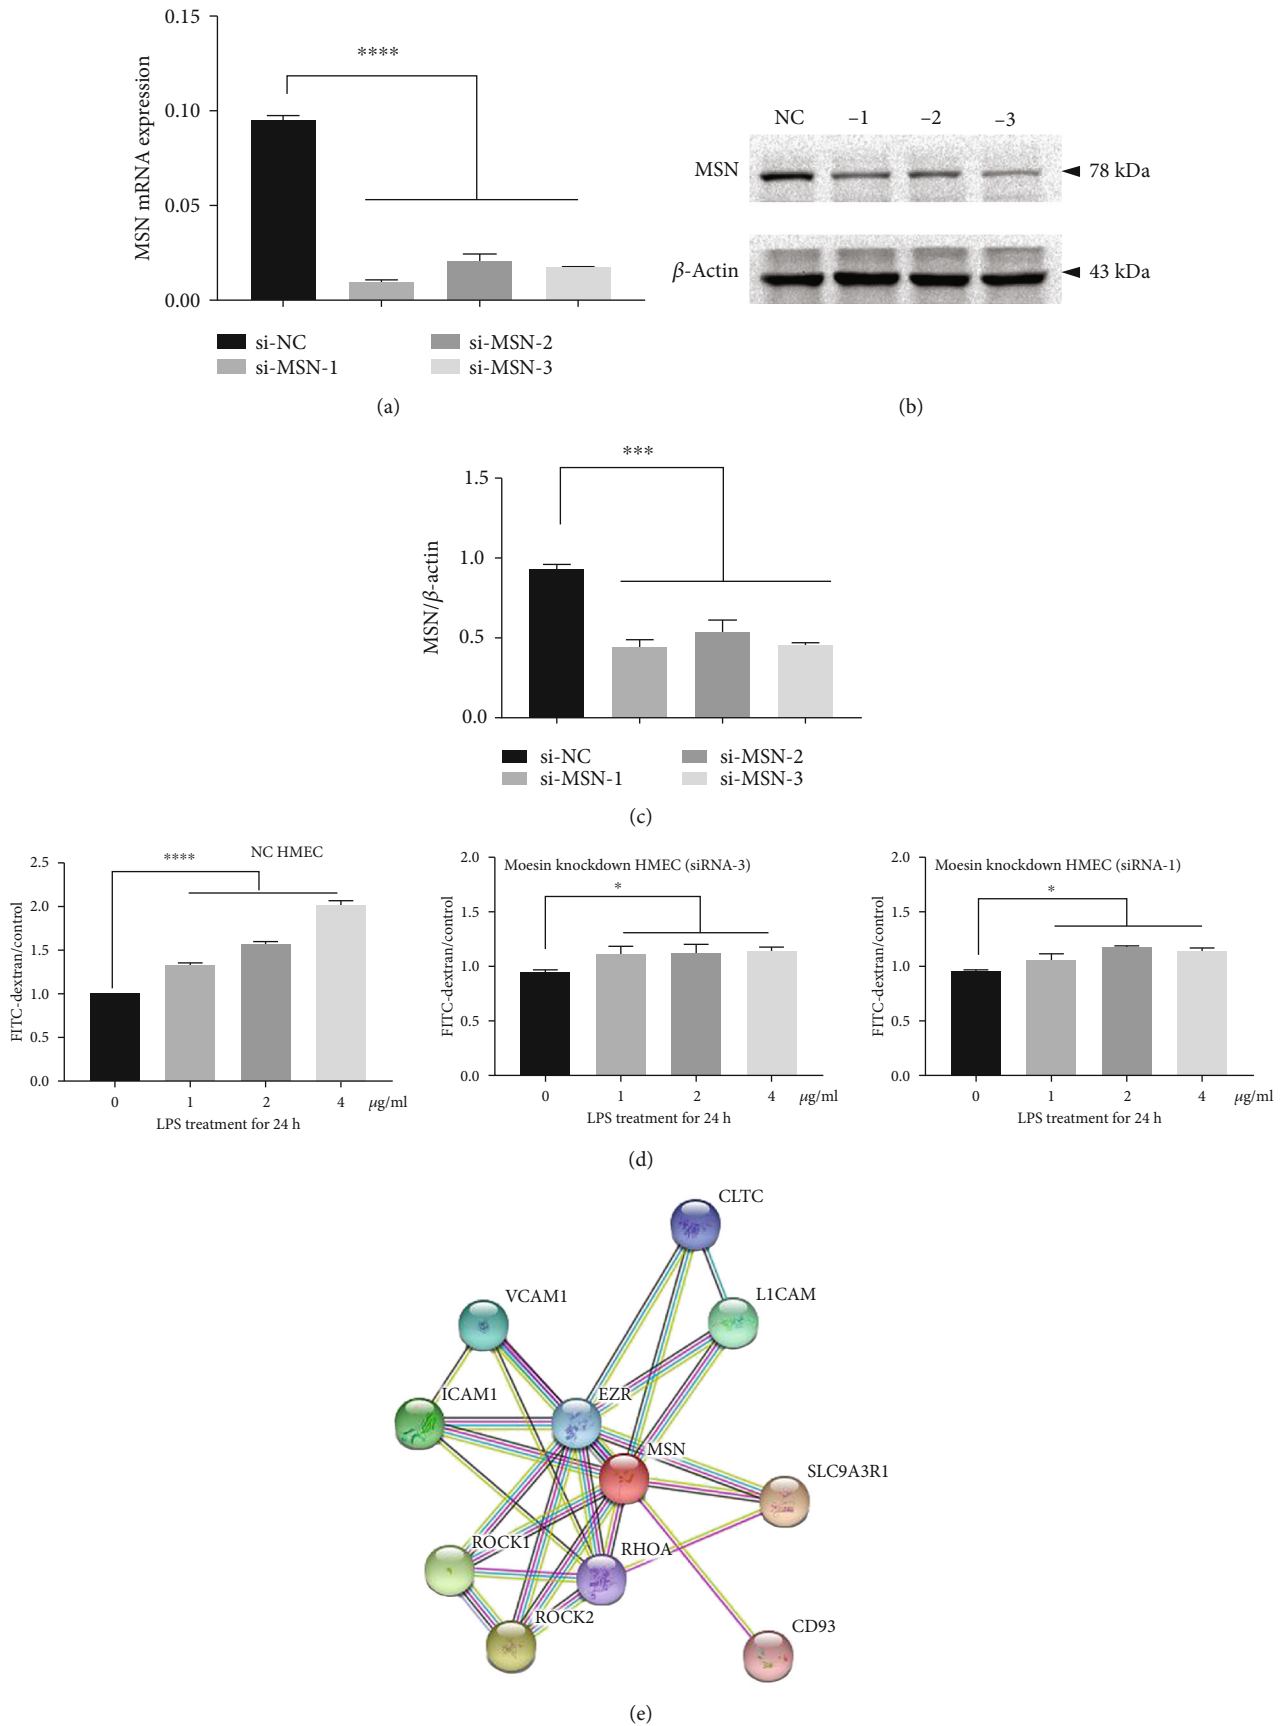 0.15
0.10
0.05
0.00
MSN mRNA expression
****
si-NC
si-MSN-2
si-MSN-1
si-MSN-3
(a)
NC –1 –2 –3
MSN
78 kDa
β-Actin
43 kDa
(b)
1.5
1.0
0.5
0.0
MSN/β-actin
***
si-NC
si-MSN-2
si-MSN-1
si-MSN-3
(c)
NC HMEC
****
2.5
2.0
1.5
1.0
0.5
0.0
FITC-dextran/control
0 1 2 4 μg/ml
LPS treatment for 24 h
Moesin knockdown HMEC (siRNA-3)
*
2.0
1.5
1.0
0.5
0.0
FITC-dextran/control
0 1 2 4 μg/ml
LPS treatment for 24 h
Moesin knockdown HMEC (siRNA-1)
*
2.0
1.5
1.0
0.5
0.0
FITC-dextran/control
0 1 2 4 μg/ml
LPS treatment for 24 h
(d)
CLTC
VCAM1
L1CAM
ICAM1
EZR
MSN
SLC9A3R1
ROCK1
RHOA
ROCK2
CD93
(e)